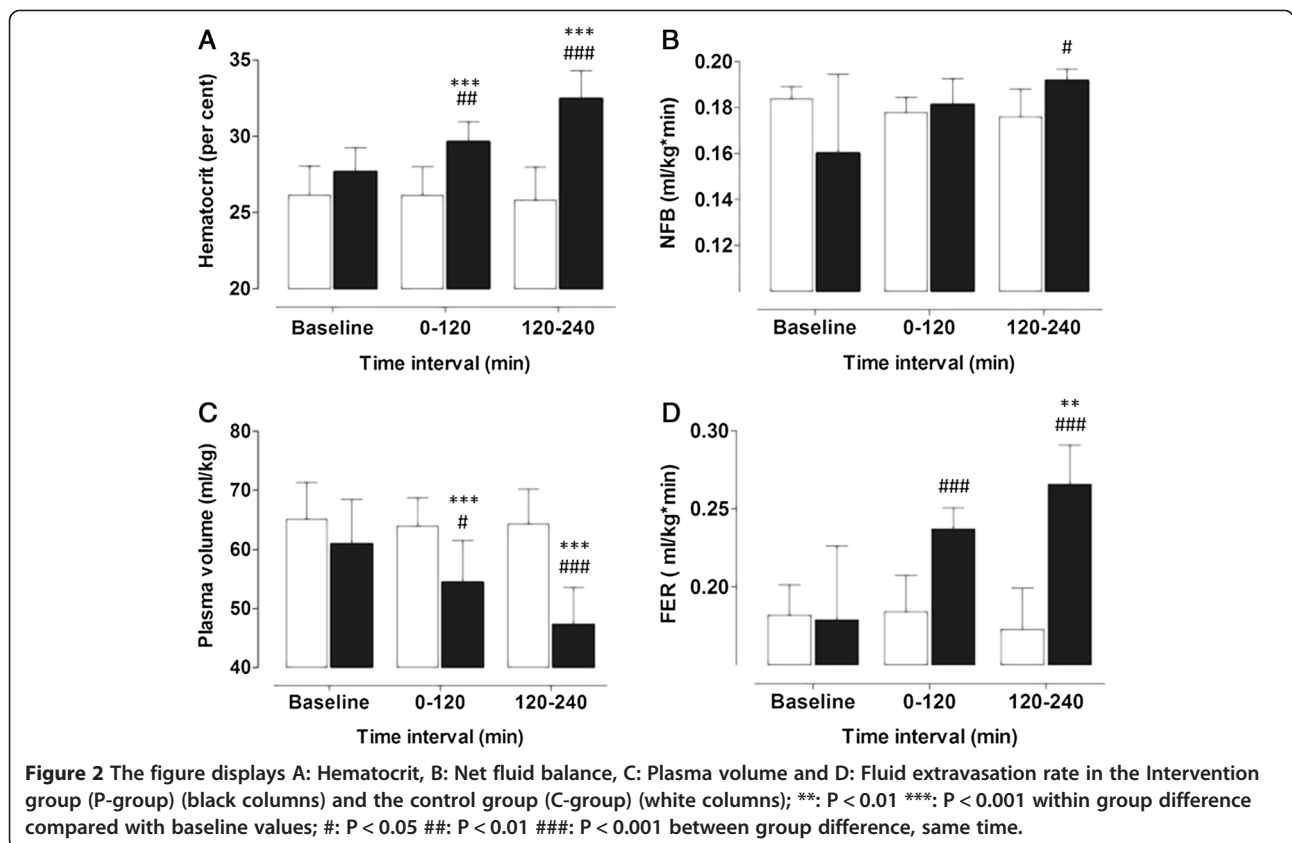 A
***
###
***
##
Hematocrit (per cent)
35
30
25
20
Baseline 0-120 120-240
Time interval (min)
B
#
NFB (ml/kg*min)
0.20
0.18
0.16
0.14
0.12
Baseline 0-120 120-240
Time interval (min)
C
***
#
***
###
Plasma volume (ml/kg)
80
70
60
50
40
Baseline 0-120 120-240
Time interval (min)
D
**
###
###
FER ( ml/kg*min)
0.30
0.25
0.20
Baseline 0-120 120-240
Time interval (min)
Figure 2 The figure displays A: Hematocrit, B: Net fluid balance, C: Plasma volume and D: Fluid extravasation rate in the Intervention
group (P-group) (black columns) and the control group (C-group) (white columns); **: P < 0.01 ***: P < 0.001 within group difference
compared with baseline values; #: P < 0.05 ##: P < 0.01 ###: P < 0.001 between group difference, same time.